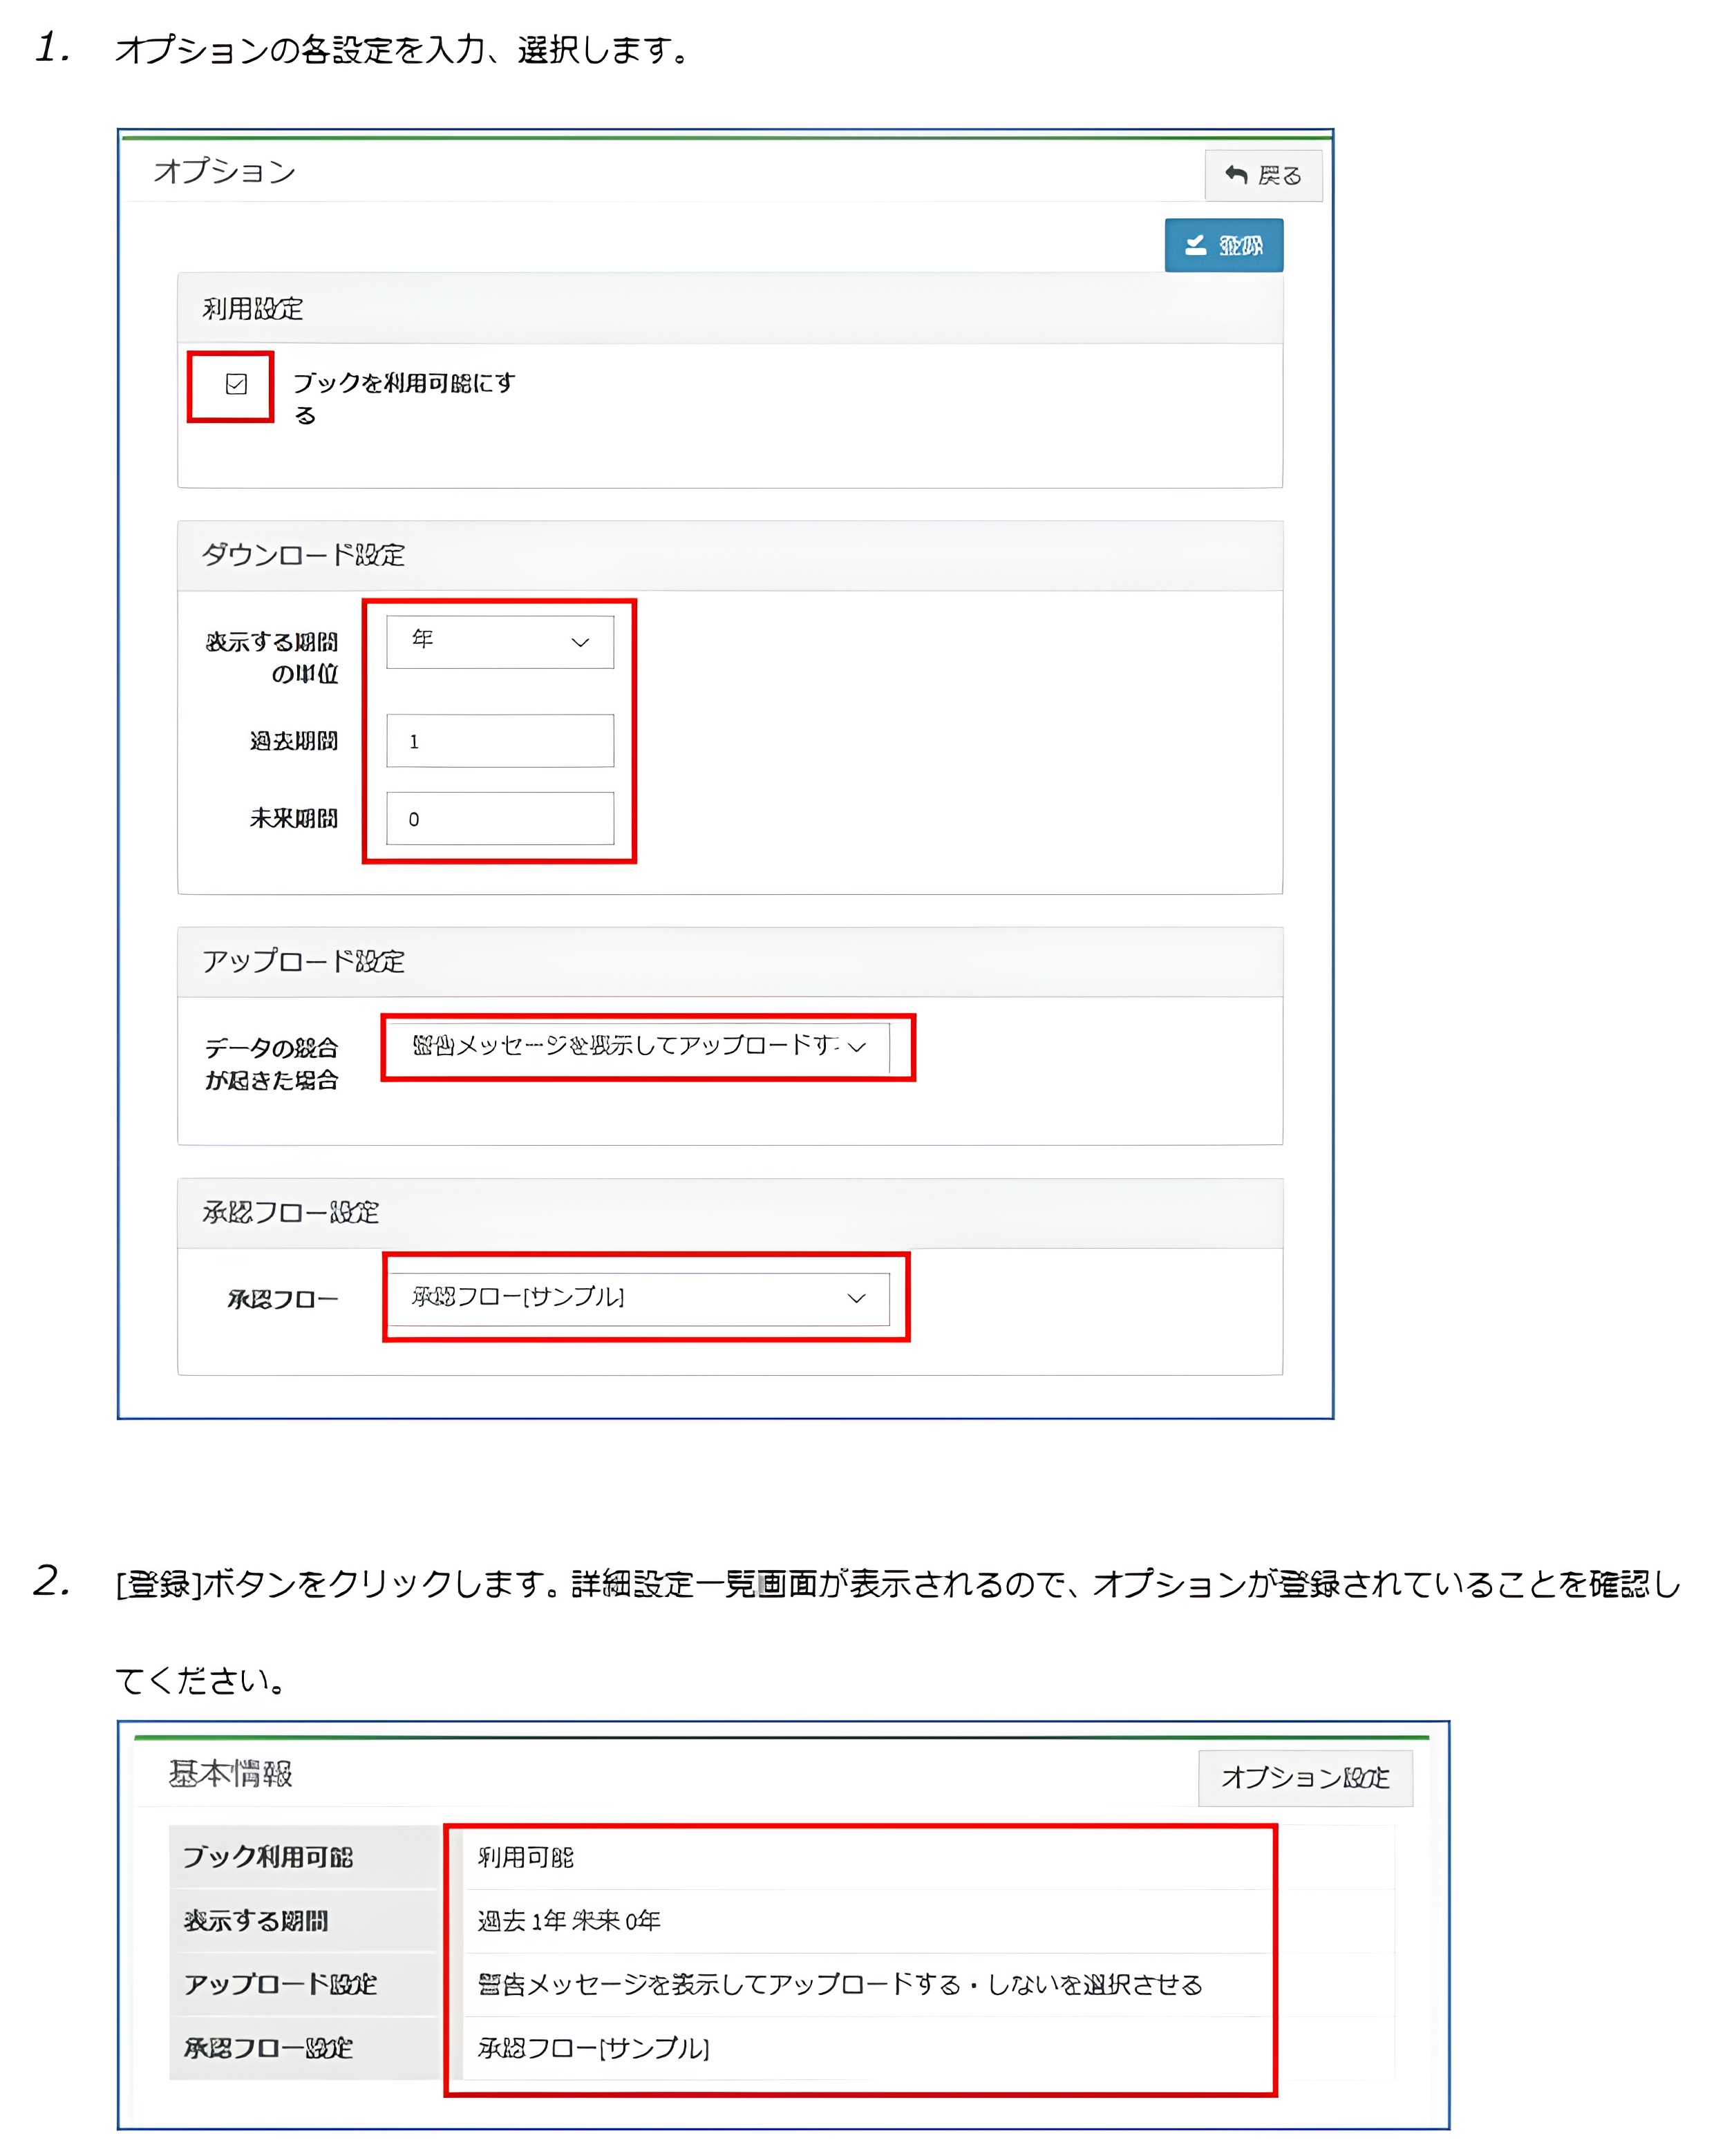 1. オプションの各設定を入力、選択します。
オプション
戻る
登録
利用設定
ブックを利用可能にす
る
ダウンロード設定
表示する期間
の単位
年
過去期間
1
未来期間
0
アップロード設定
データの競合
が起きた場合
警告メッセージを表示してアップロードす
承認フロー設定
承認フロー
承認フロー[サンプル]
2. [登録]ボタンをクリックします。詳細設定一覧画面が表示されるので、オプションが登録されていることを確認し
てください。
基本情報
オプション設定
ブック利用可能
利用可能
表示する期間
過去 1年 未来 0年
アップロード設定
警告メッセージを表示してアップロードする・しないを選択させる
承認フロー設定
承認フロー[サンプル]